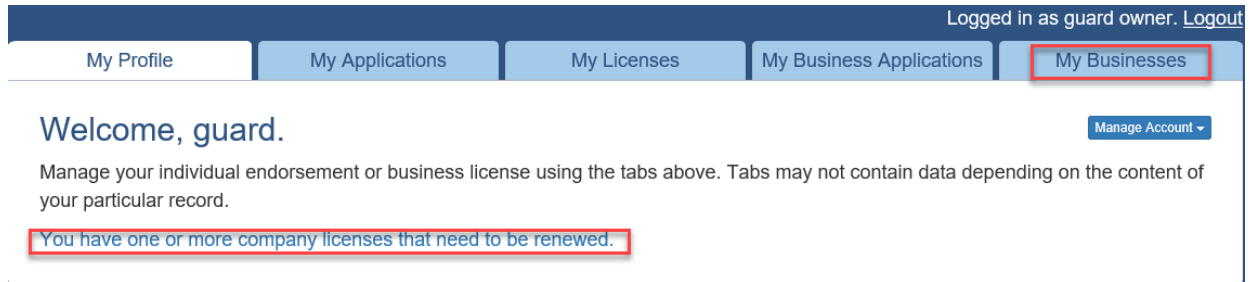 Logged in as guard owner. Logout
My Profile
My Applications
My Licenses
My Business Applications
My Businesses
Welcome, guard.
Manage Account
Manage your individual endorsement or business license using the tabs above. Tabs may not contain data depending on the content of
your particular record.
You have one or more company licenses that need to be renewed.